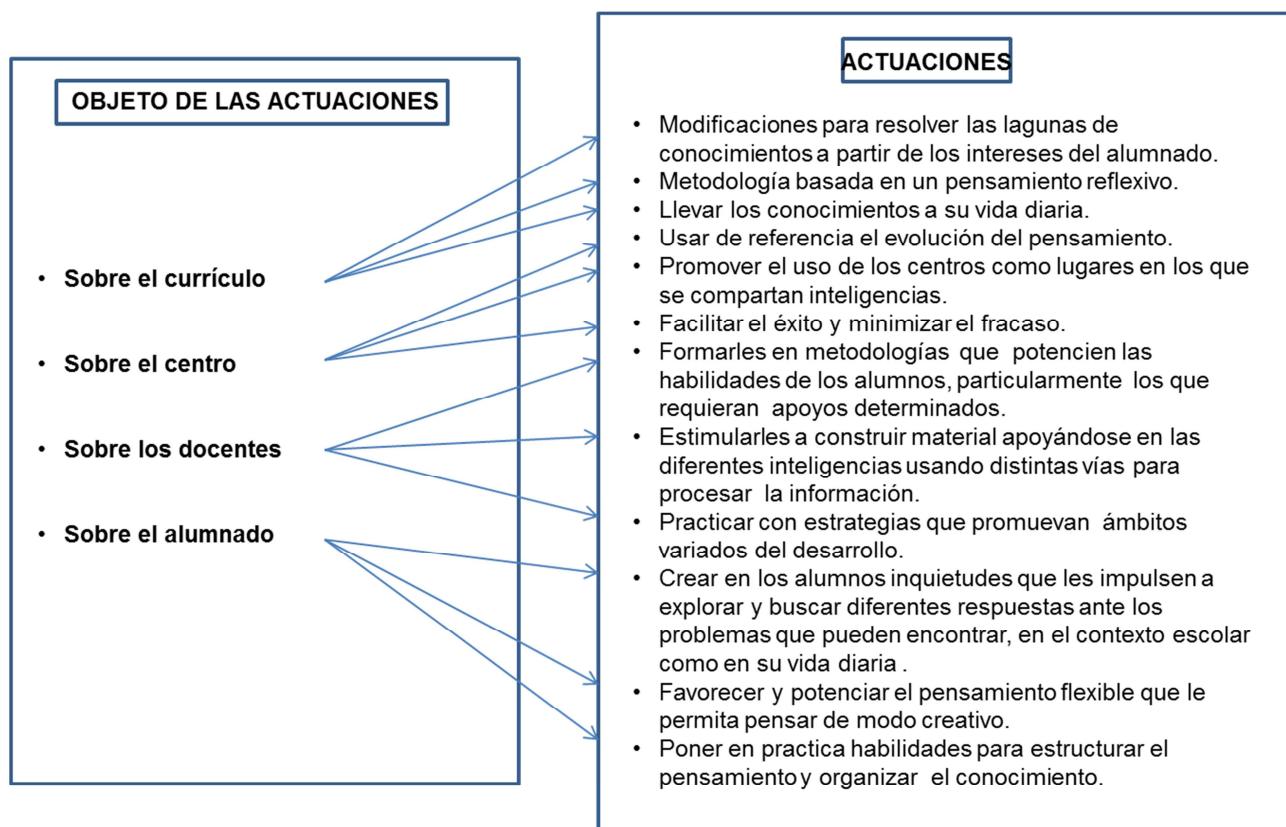 OBJETO DE LAS ACTUACIONES
• Sobre el currículo
• Sobre el centro
• Sobre los docentes
• Sobre el alumnado
ACTUACIONES
• Modificaciones para resolver las lagunas de
conocimientos a partir de los intereses del alumnado.
• Metodología basada en un pensamiento reflexivo.
• Llevar los conocimientos a su vida diaria.
• Usar de referencia el evolución del pensamiento.
• Promover el uso de los centros como lugares en los que
se compartan inteligencias.
• Facilitar el éxito y minimizar el fracaso.
• Formarles en metodologías que potencien las
habilidades de los alumnos, particularmente los que
requieran apoyos determinados.
• Estimularles a construir material apoyándose en las
diferentes inteligencias usando distintas vías para
procesar la información.
• Practicar con estrategias que promuevan ámbitos
variados del desarrollo.
• Crear en los alumnos inquietudes que les impulsen a
explorar y buscar diferentes respuestas ante los
problemas que pueden encontrar, en el contexto escolar
como en su vida diaria .
• Favorecer y potenciar el pensamiento flexible que le
permita pensar de modo creativo.
• Poner en practica habilidades para estructurar el
pensamiento y organizar el conocimiento.